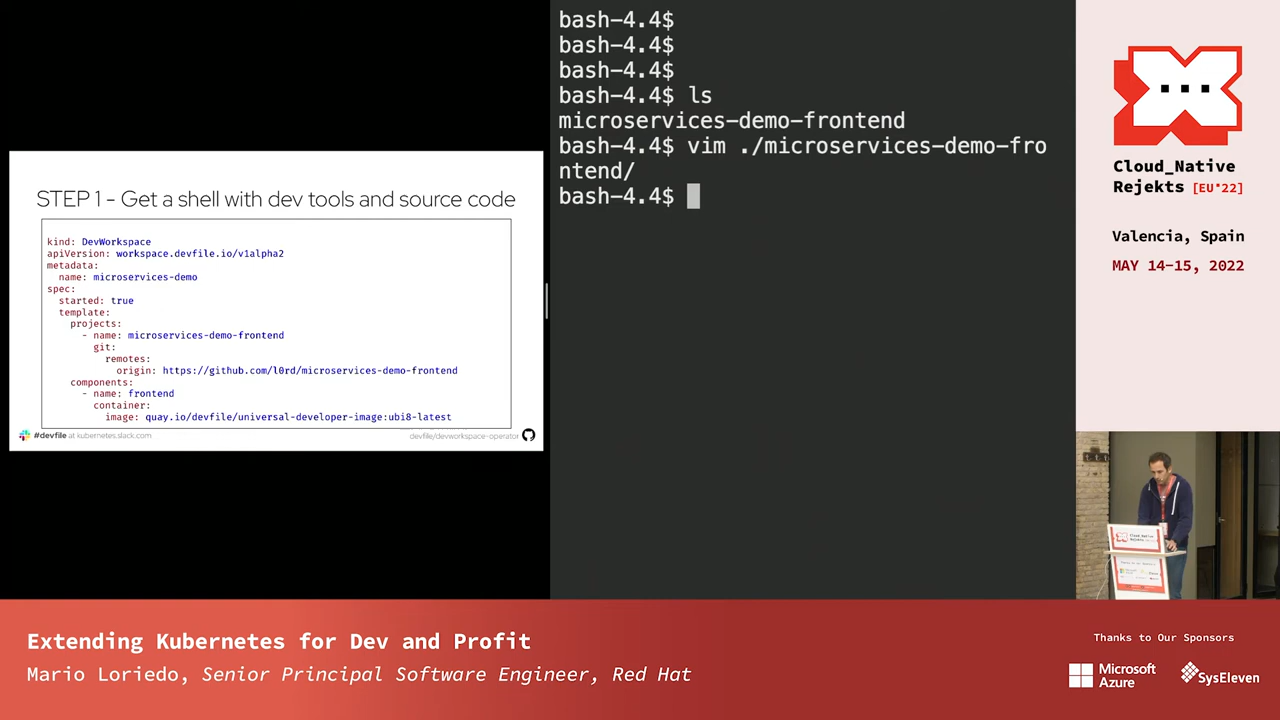 STEP 1 - Get a shell with dev tools and source code
kind: DevWorkspace
apiVersion: workspace.devfile.io/v1alpha2
metadata:
name: microservices-demo
spec:
started: true
template:
projects:
- name: microservices-demo-frontend
git:
remotes:
origin: https://github.com/l0rd/microservices-demo-frontend
components:
- name: frontend
container:
image: quay.io/devfile/universal-developer-image:ubi8-latest
#devfile at kubernetes.slack.com
devfile/devworkspace-operator
bash-4.4$
bash-4.4$
bash-4.4$
bash-4.4$ ls
microservices-demo-frontend
bash-4.4$ vim ./microservices-demo-fro
ntend/
bash-4.4$
Cloud_Native
Rejekts [EU*22]
Valencia, Spain
MAY 14-15, 2022
Cloud_Native
Rejekts
Extending Kubernetes for Dev and Profit
Mario Loriedo, Senior Principal Software Engineer, Red Hat
Thanks to Our Sponsors
Microsoft
Azure
SysEleven